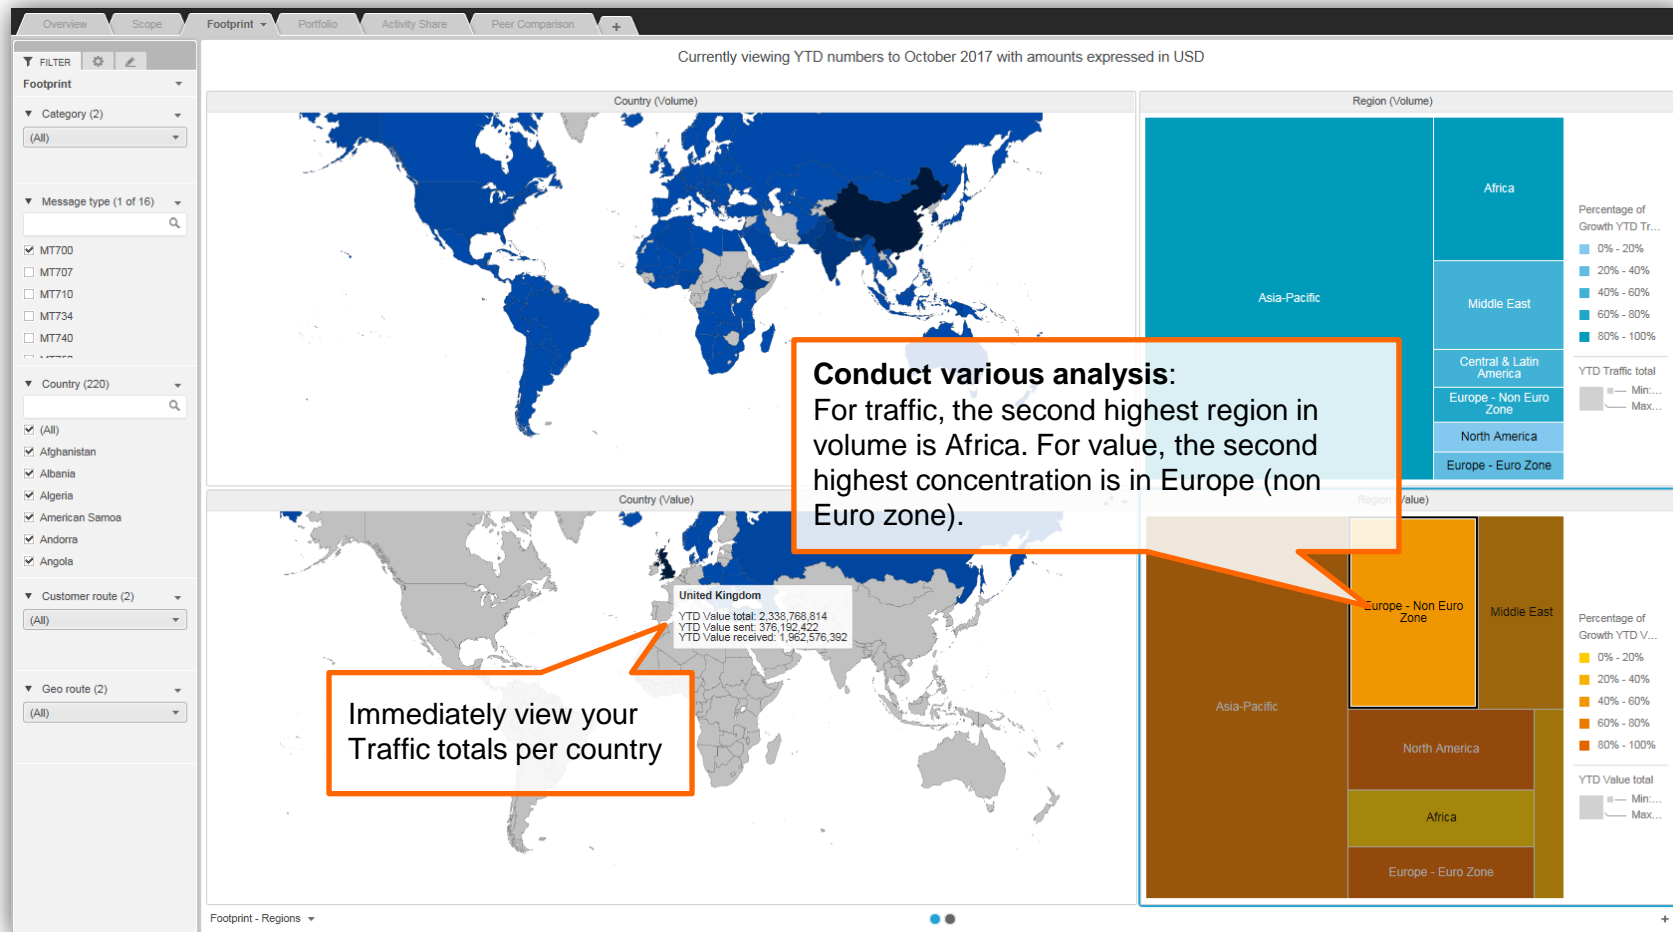 Overview
Scope
Footprint
Portfolio
Activity Share
Peer Comparison
+
FILTER
Footprint
Category (2)
(All)
Message type (1 of 16)
MT700
MT707
MT710
MT734
MT740
Country (220)
(All)
Afghanistan
Albania
Algeria
American Samoa
Andorra
Angola
Customer route (2)
(All)
Geo route (2)
(All)
Currently viewing YTD numbers to October 2017 with amounts expressed in USD
Country (Volume)
Region (Volume)
Asia-Pacific
Africa
Middle East
Central & Latin
America
Europe - Non Euro
Zone
North America
Europe - Euro Zone
Percentage of
Growth YTD Tr...
0% - 20%
20% - 40%
40% - 60%
60% - 80%
80% - 100%
YTD Traffic total
Min:...
Max...
Conduct various analysis:
For traffic, the second highest region in
volume is Africa. For value, the second
highest concentration is in Europe (non
Euro zone).
Country (Value)
United Kingdom
YTD Value total: 2,338,768,814
YTD Value sent: 376,192,422
YTD Value received: 1,962,576,392
Immediately view your
Traffic totals per country
Region (Value)
Asia-Pacific
Europe - Non Euro
Zone
Middle East
North America
Africa
Europe - Euro Zone
Percentage of
Growth YTD V...
0% - 20%
20% - 40%
40% - 60%
60% - 80%
80% - 100%
YTD Value total
Min:...
Max...
Footprint - Regions
+